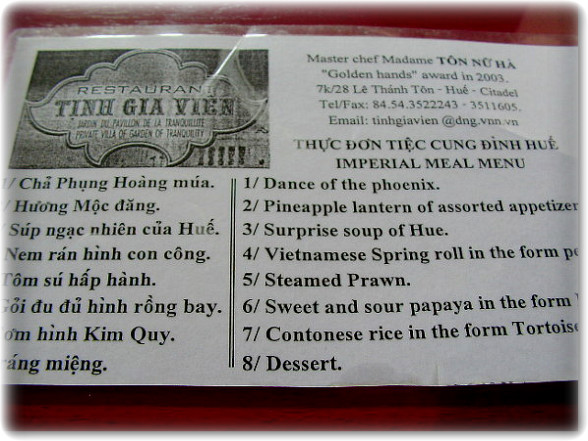 RESTAURANT
TINH GIA VIEN
JARDIN DU PAVILLON DE LA TRANQUILLITE
PRIVATE VILLA OF GARDEN OF TRANQUILITY
Master chef Madame TÔN NỮ HÀ
"Golden hands" award in 2003.
7k/28 Lê Thánh Tôn - Huế - Citadel
Tel/Fax: 84.54.3522243 - 3511605.
Email: tinhgiavien @dng.vnn.vn
THỰC ĐƠN TIỆC CUNG ĐÌNH HUẾ
IMPERIAL MEAL MENU
1/ Chả Phụng Hoàng múa.
/ Hương Mộc đăng.
/ Súp ngạc nhiên của Huế.
Nem rán hình con công.
Tôm sú hấp hành.
Gỏi đu đủ hình rồng bay.
ơm hình Kim Quy.
ráng miệng.
1/ Dance of the phoenix.
2/ Pineapple lantern of assorted appetizer
3/ Surprise soup of Hue.
4/ Vietnamese Spring roll in the form pe
5/ Steamed Prawn.
6/ Sweet and sour papaya in the form
7/ Contonese rice in the form Tortoise
8/ Dessert.